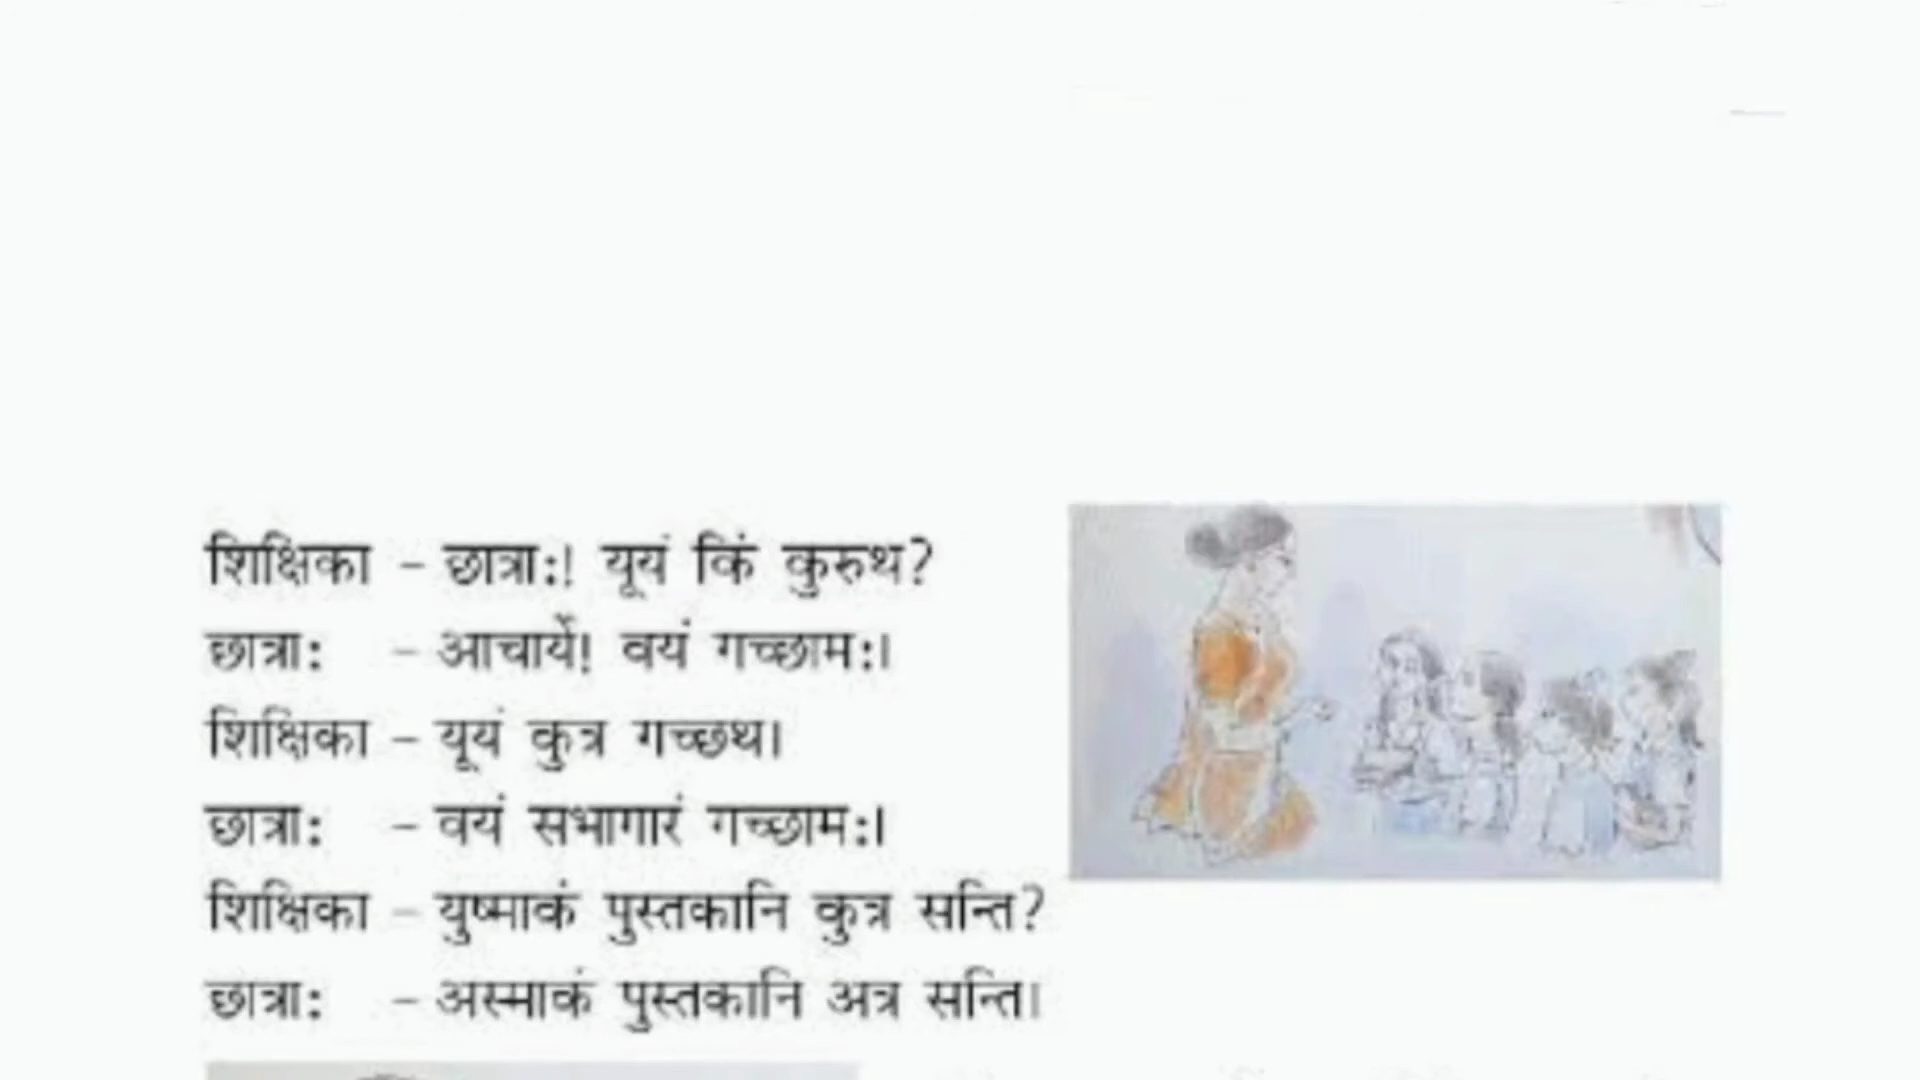 शिक्षिका – छात्राः! यूयं किं कुरुथ?
छात्राः – आचार्ये! वयं गच्छामः।
शिक्षिका – यूयं कुत्र गच्छथ।
छात्राः – वयं सभागारं गच्छामः।
शिक्षिका – युष्माकं पुस्तकानि कुत्र सन्ति?
छात्राः – अस्माकं पुस्तकानि अत्र सन्ति।